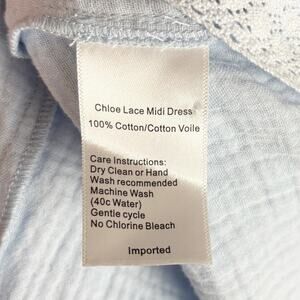 Chloe Lace Midi Dress
100% Cotton/Cotton Voile
Care Instructions:
Dry Clean or Hand
Wash recommended
Machine Wash
(40c Water)
Gentle cycle
No Chlorine Bleach
Imported